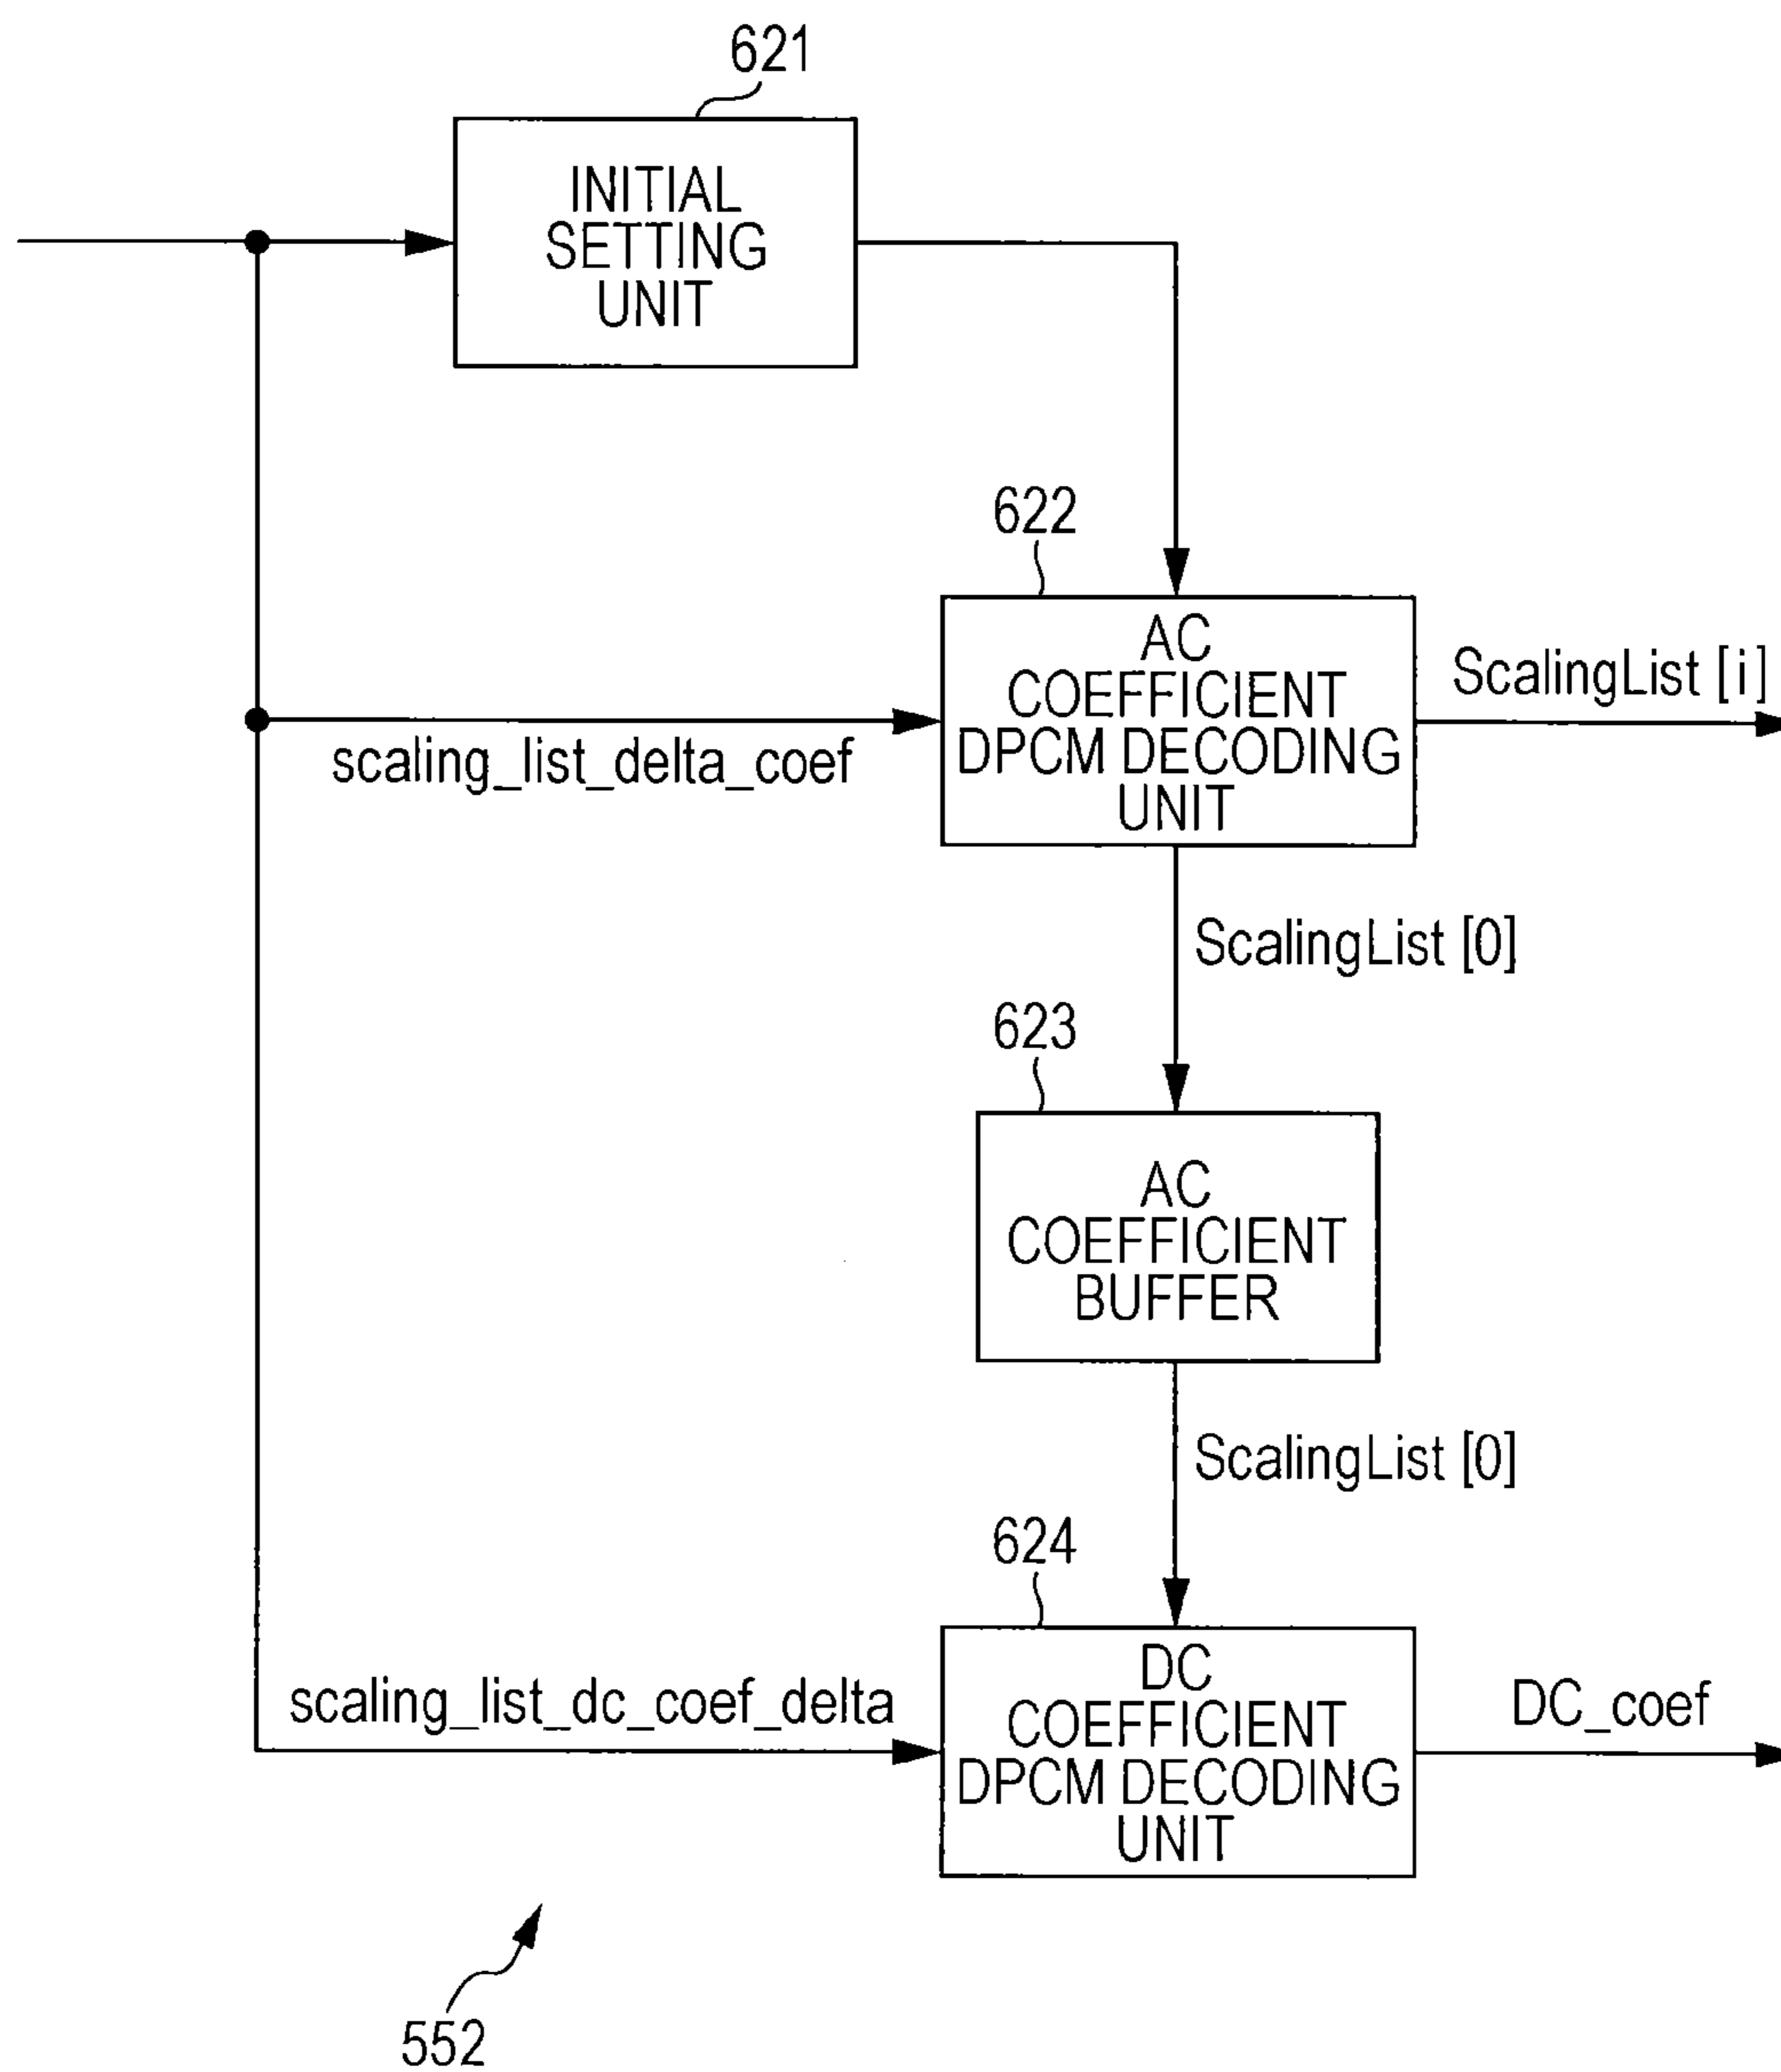 621
INITIAL
SETTING
UNIT
622
AC
COEFFICIENT
DPCM DECODING
UNIT
ScalingList [i]
scaling_list_delta_coef
ScalingList [0]
623
AC
COEFFICIENT
BUFFER
ScalingList [0]
624
DC
COEFFICIENT
DPCM DECODING
UNIT
scaling_list_dc_coef_delta
DC_coef
552